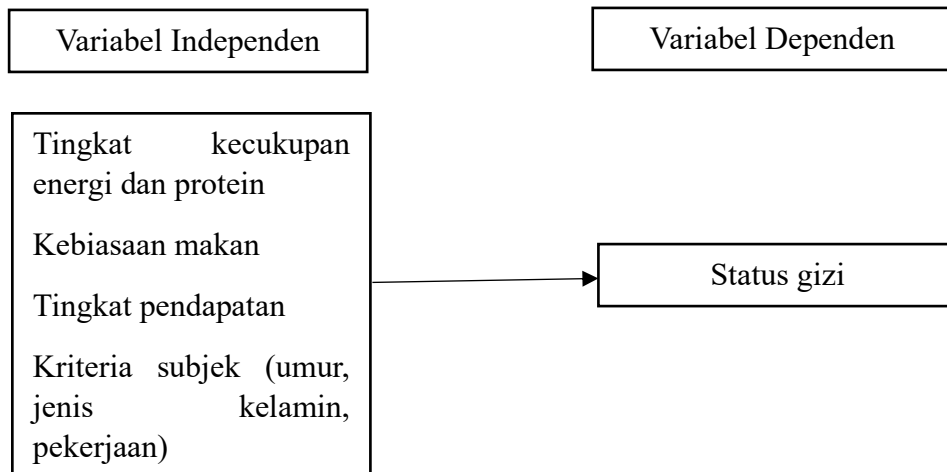 Variabel Independen
Variabel Dependen
Tingkat kecukupan
energi dan protein
Kebiasaan makan
Tingkat pendapatan
Kriteria subjek (umur,
jenis kelamin,
pekerjaan)
Status gizi